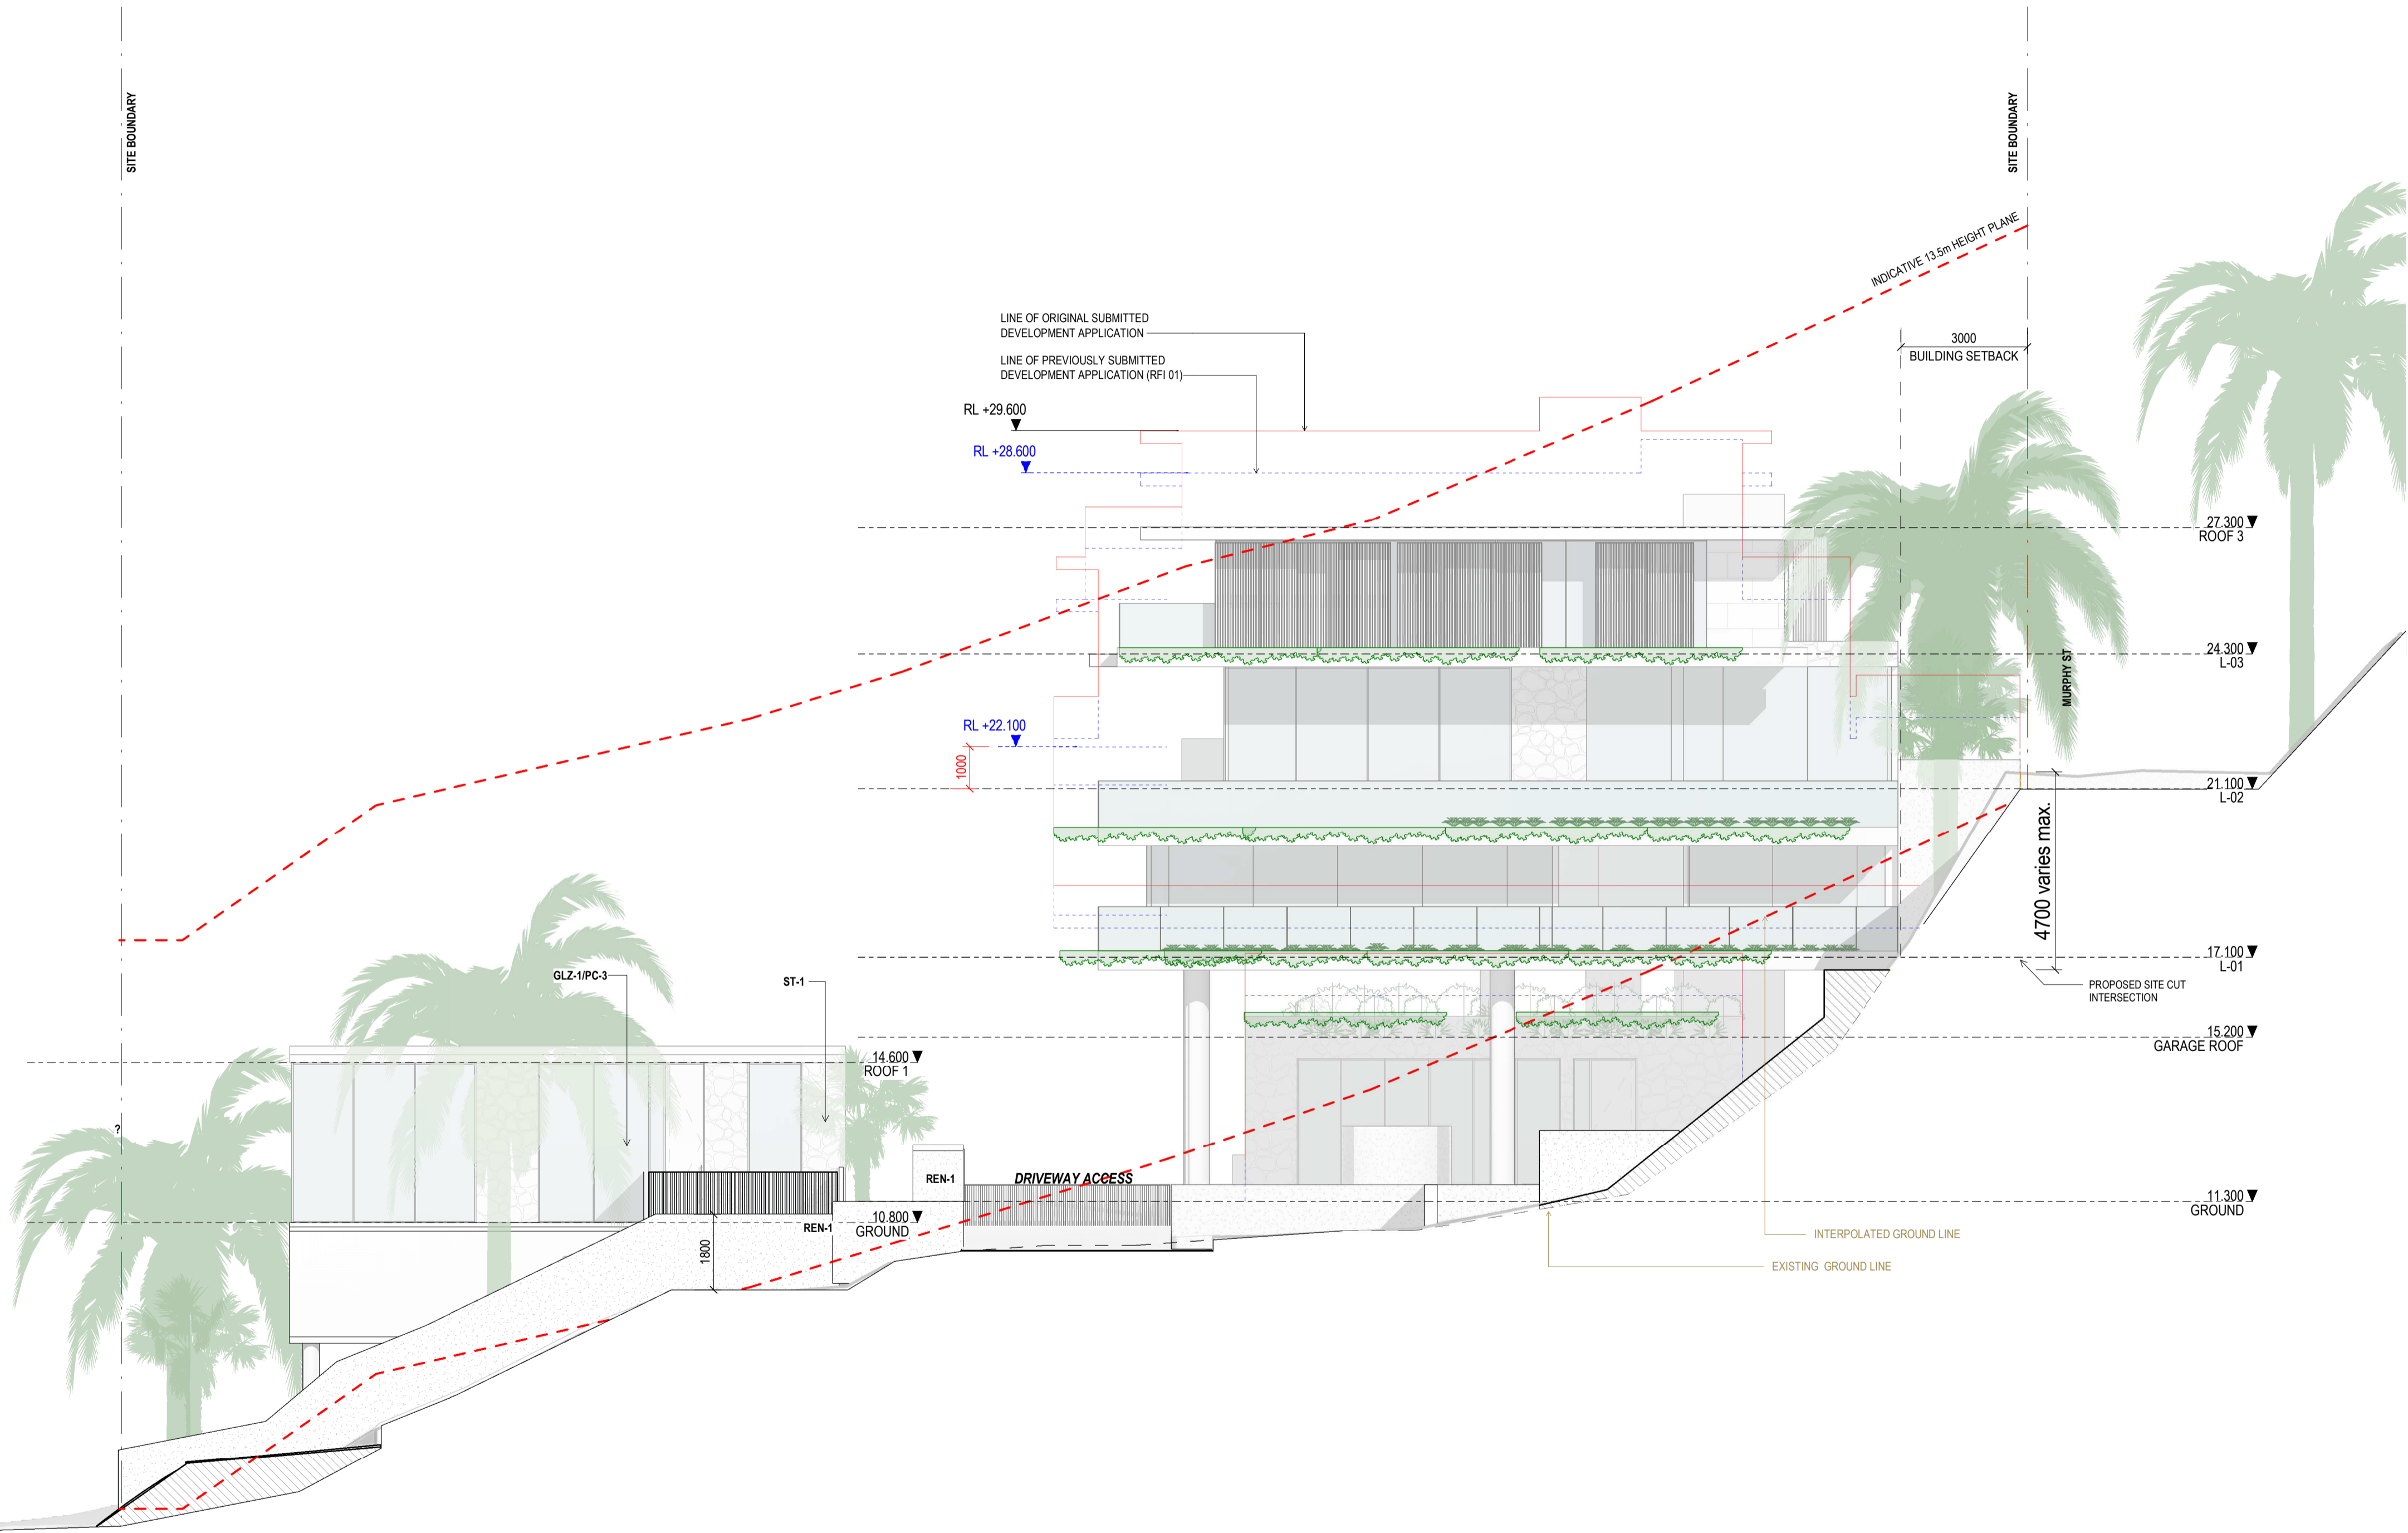 SITE BOUNDARY
SITE BOUNDARY
INDICATIVE 13.5m HEIGHT PLANE
LINE OF ORIGINAL SUBMITTED
DEVELOPMENT APPLICATION
3000
BUILDING SETBACK
LINE OF PREVIOUSLY SUBMITTED
DEVELOPMENT APPLICATION (RFI 01)
RL +29.600
RL +28.600
27.300
ROOF 3
24.300
L-03
MURPHY ST
RL +22.100
1000
21.100
L-02
4700 varies max.
17.100
L-01
GLZ-1/PC-3
ST-1
PROPOSED SITE CUT
INTERSECTION
15.200
GARAGE ROOF
14.600
ROOF 1
?
REN-1
DRIVEWAY ACCESS
11.300
GROUND
10.800
GROUND
REN-1
1800
INTERPOLATED GROUND LINE
EXISTING GROUND LINE